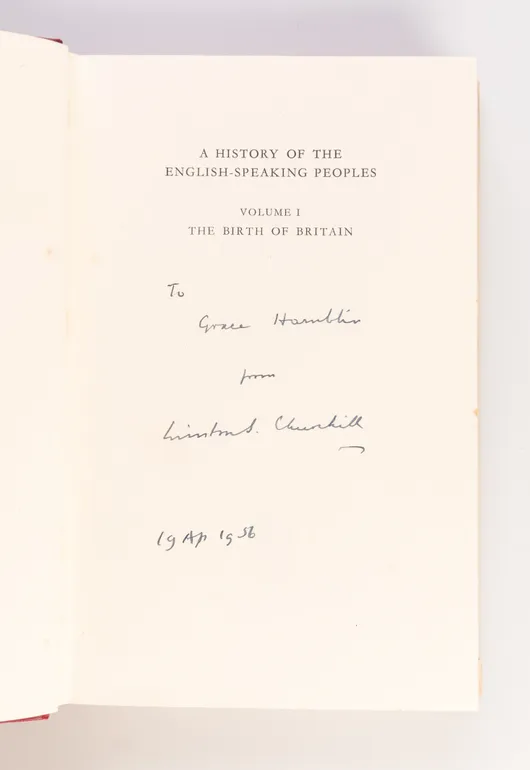 A HISTORY OF THE
ENGLISH-SPEAKING PEOPLES
VOLUME I
THE BIRTH OF BRITAIN
To
Grace Hamblin
from
Winston S. Churchill
19 Ap 1956